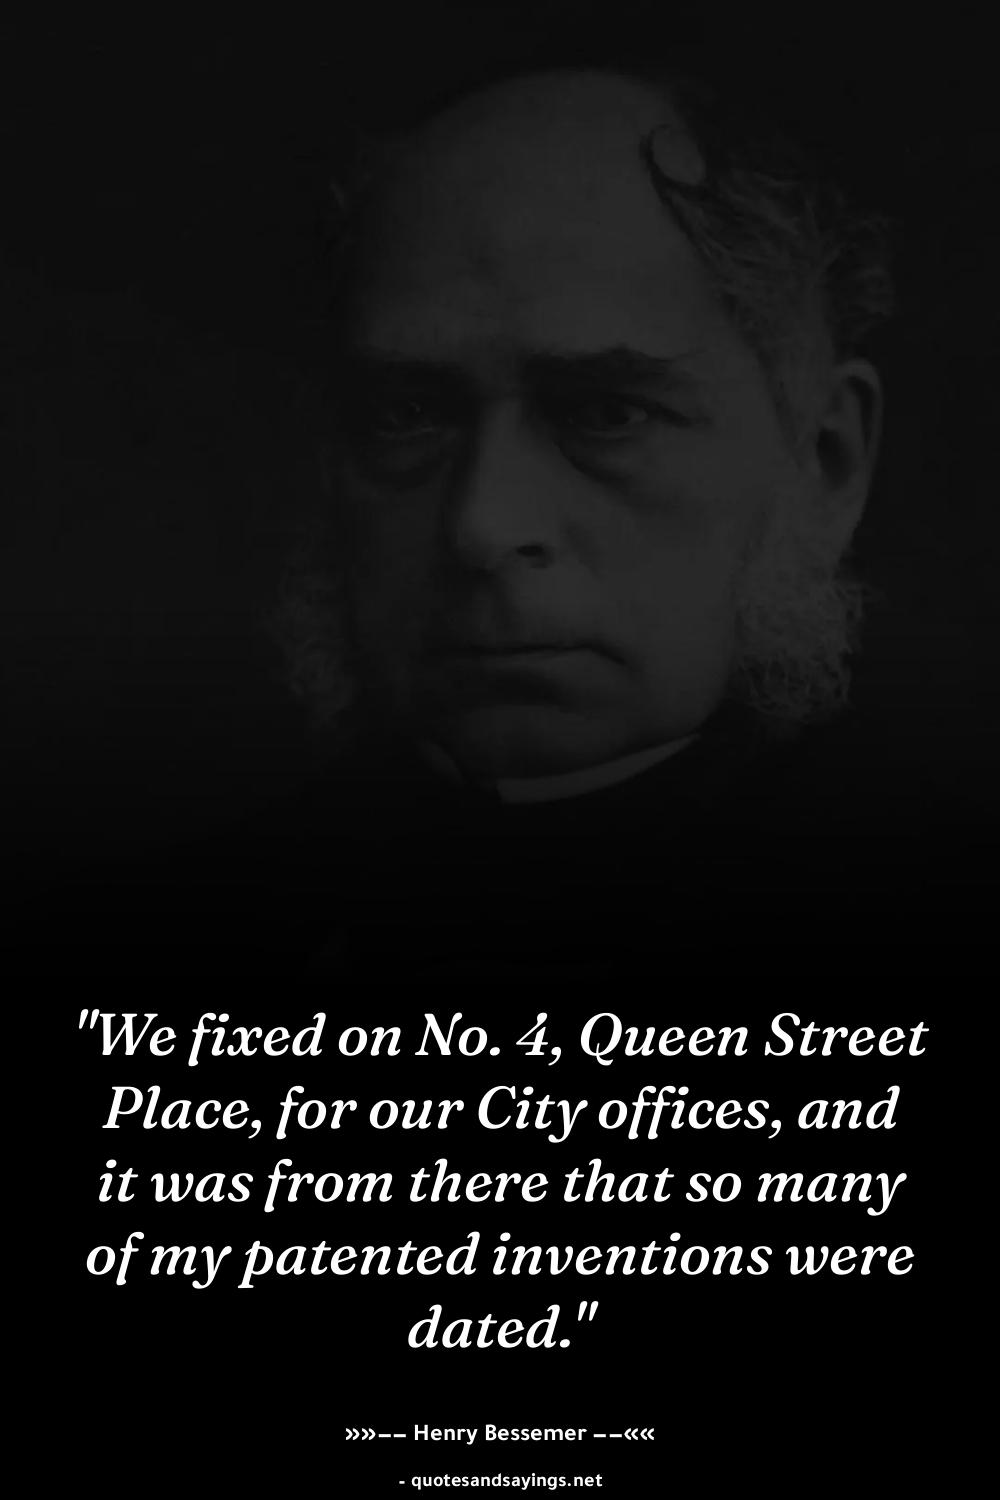 "We fixed on No. 4, Queen Street
Place, for our City offices, and
it was from there that so many
of my patented inventions were
dated."
»»−− Henry Bessemer −−««
- quotesandsayings.net